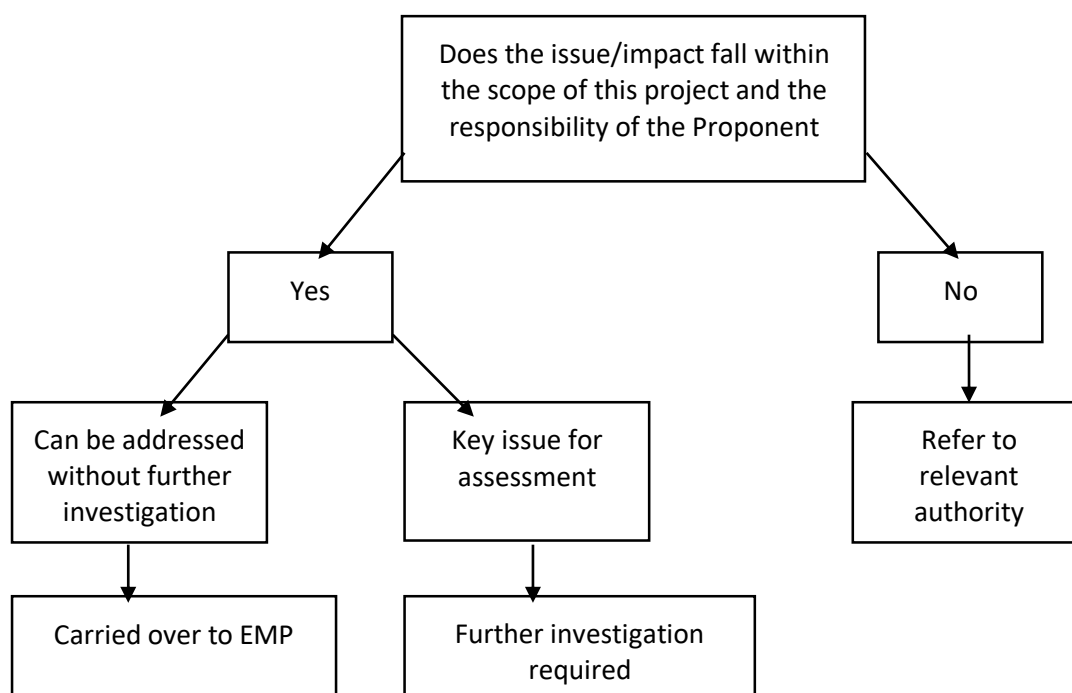 Does the issue/impact fall within
the scope of this project and the
responsibility of the Proponent
Yes
No
Can be addressed
without further
investigation
Key issue for
assessment
Refer to
relevant
authority
Carried over to EMP
Further investigation
required